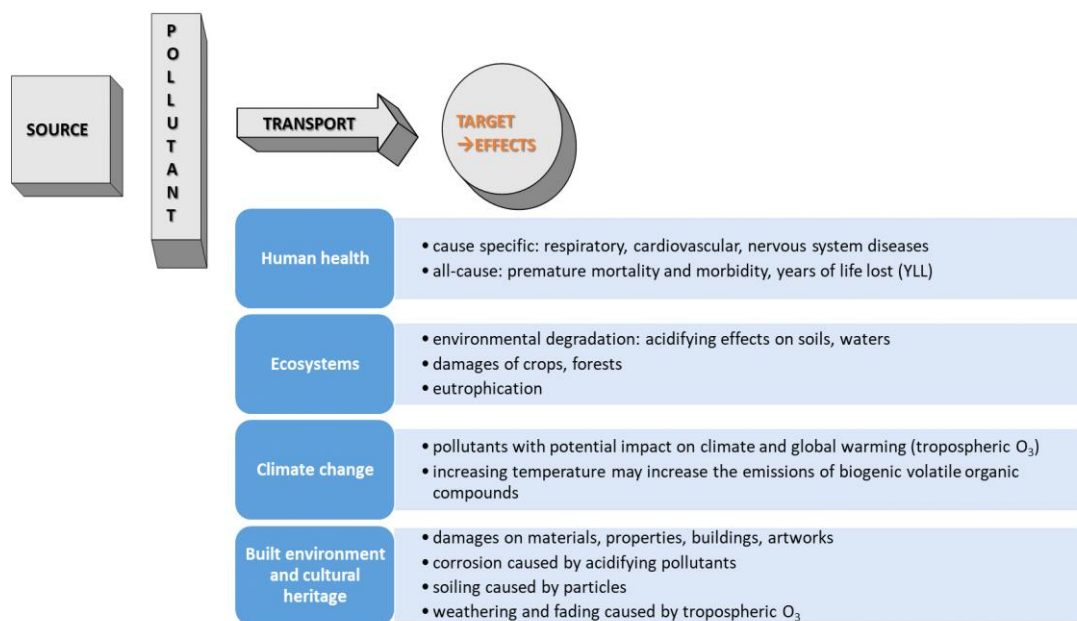 SOURCE
POLLUTANT
TRANSPORT
TARGET
→EFFECTS
Human health
• cause specific: respiratory, cardiovascular, nervous system diseases
• all-cause: premature mortality and morbidity, years of life lost (YLL)
Ecosystems
• environmental degradation: acidifying effects on soils, waters
• damages of crops, forests
• eutrophication
Climate change
• pollutants with potential impact on climate and global warming (tropospheric O₃)
• increasing temperature may increase the emissions of biogenic volatile organic
compounds
Built environment
and cultural
heritage
• damages on materials, properties, buildings, artworks
• corrosion caused by acidifying pollutants
• soiling caused by particles
• weathering and fading caused by tropospheric O₃